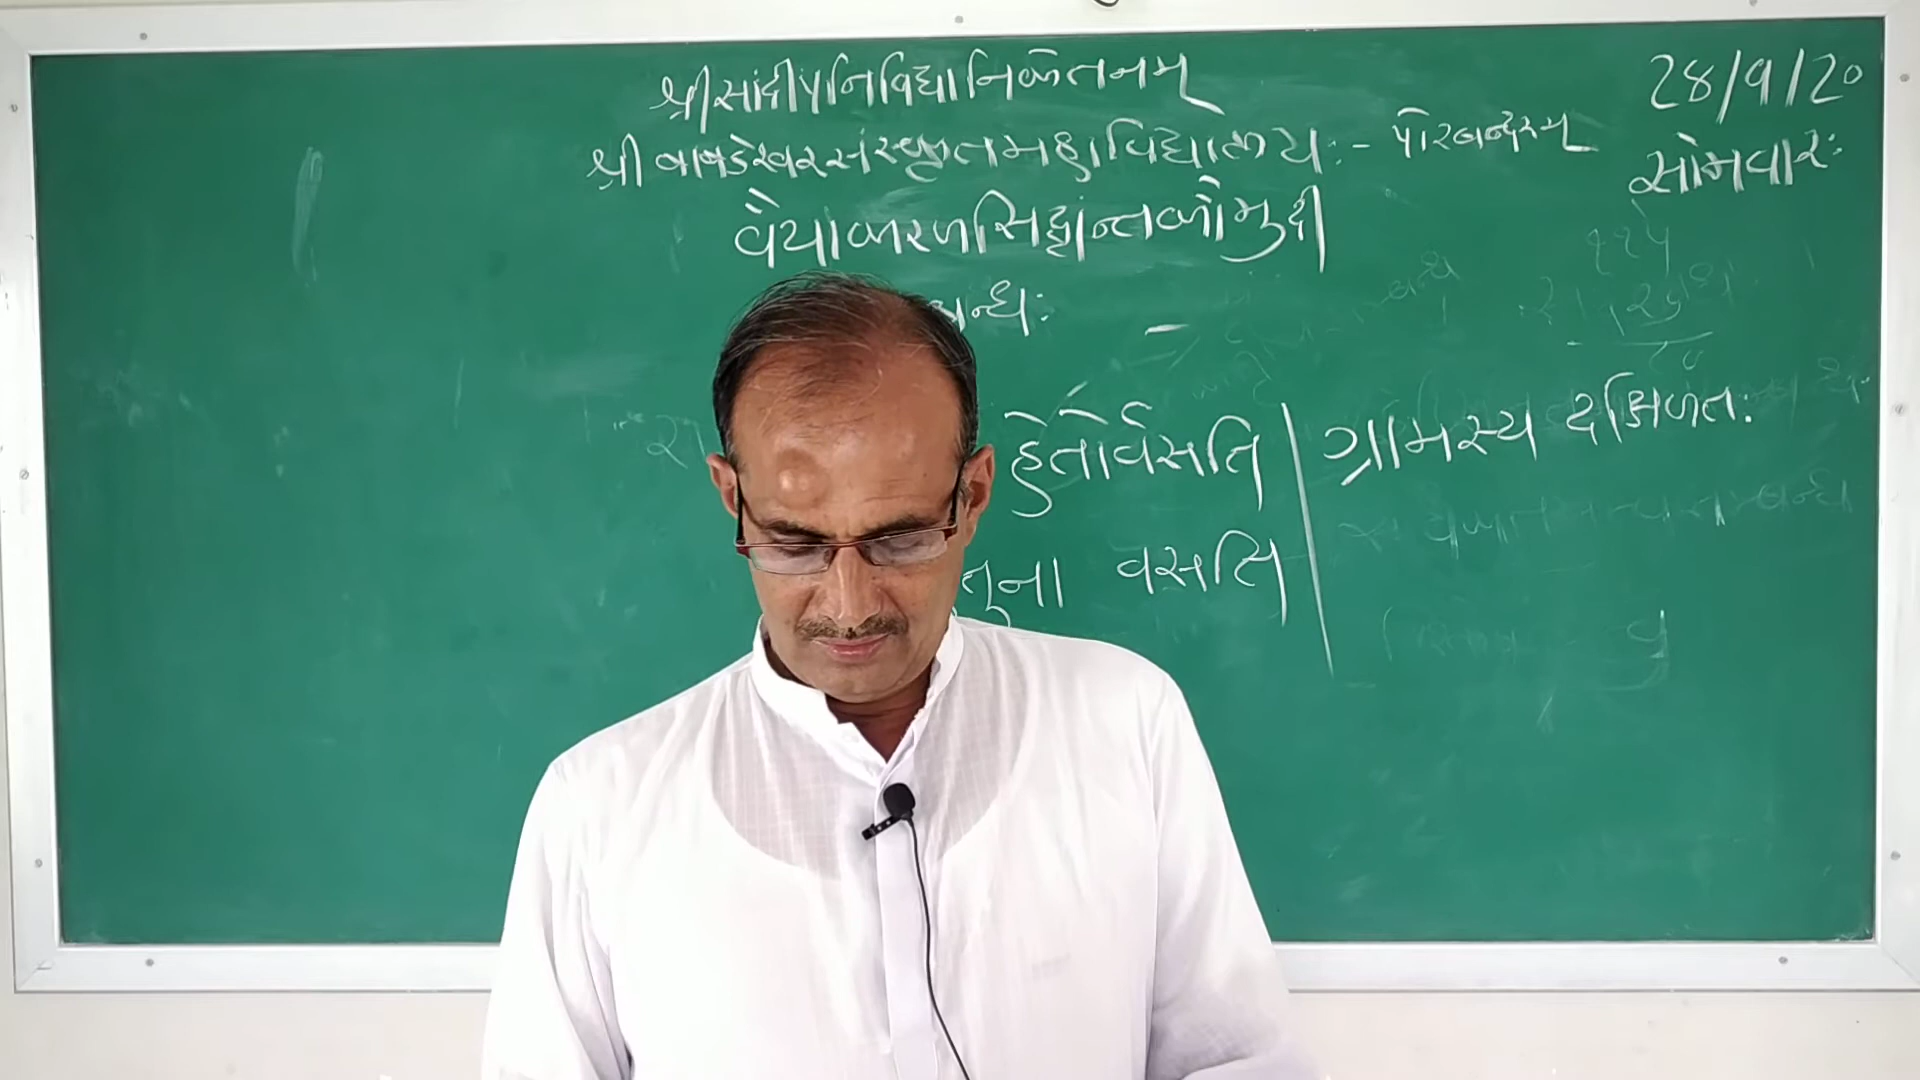 श्रीसांदीपनिविद्यानिकेतनम्
28/9/20
श्री बाबडेश्वरसंस्कृतमहाविद्यालयः - पोरबन्दरम्
सोमवारः
वैयाकरणसिद्धान्तकौमुदी
न्धः -
हेतोर्वसति
ग्रामस्य दक्षिणतः
तुना वसति